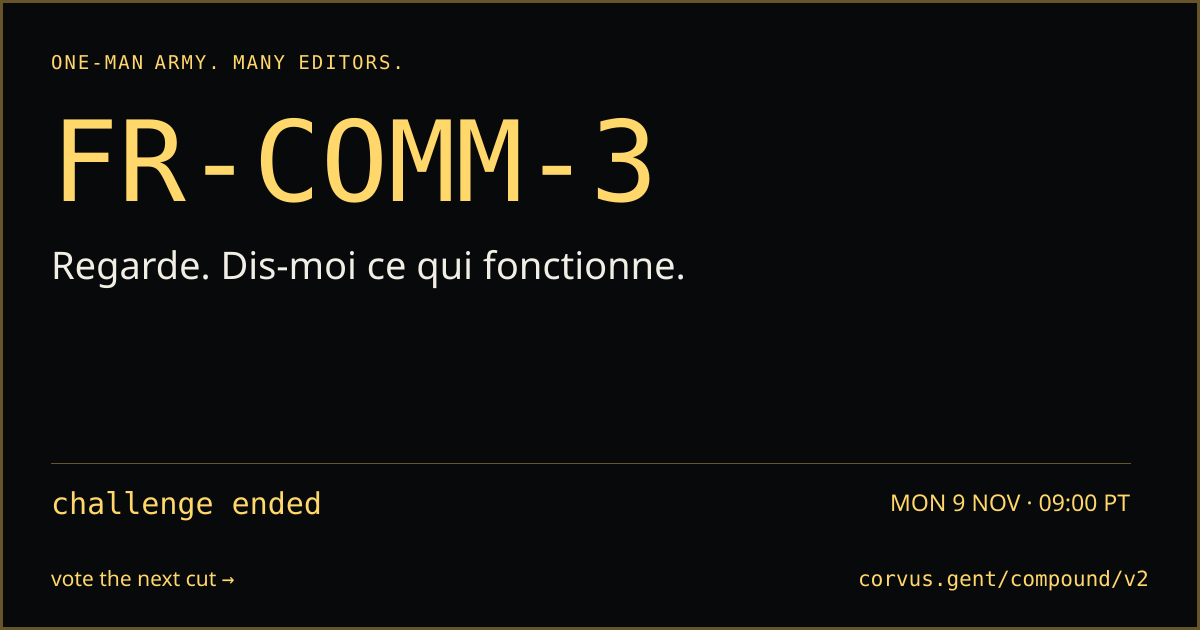 ONE-MAN ARMY. MANY EDITORS.
FR-COMM-3
Regarde. Dis-moi ce qui fonctionne.
challenge ended
MON 9 NOV · 09:00 PT
vote the next cut →
corvus.gent/compound/v2